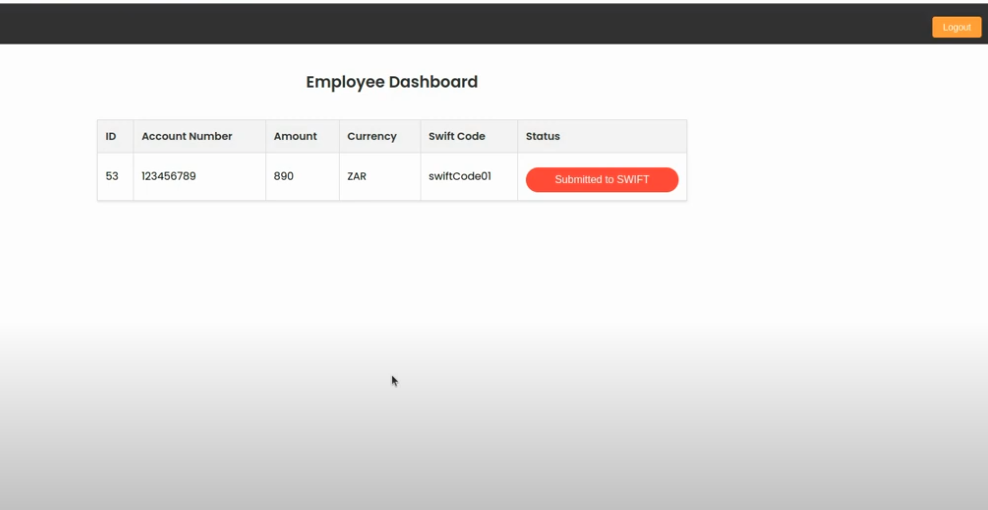 Logout
Employee Dashboard
ID Account Number Amount Currency Swift Code Status
53 123456789 890 ZAR swiftCode01 Submitted to SWIFT